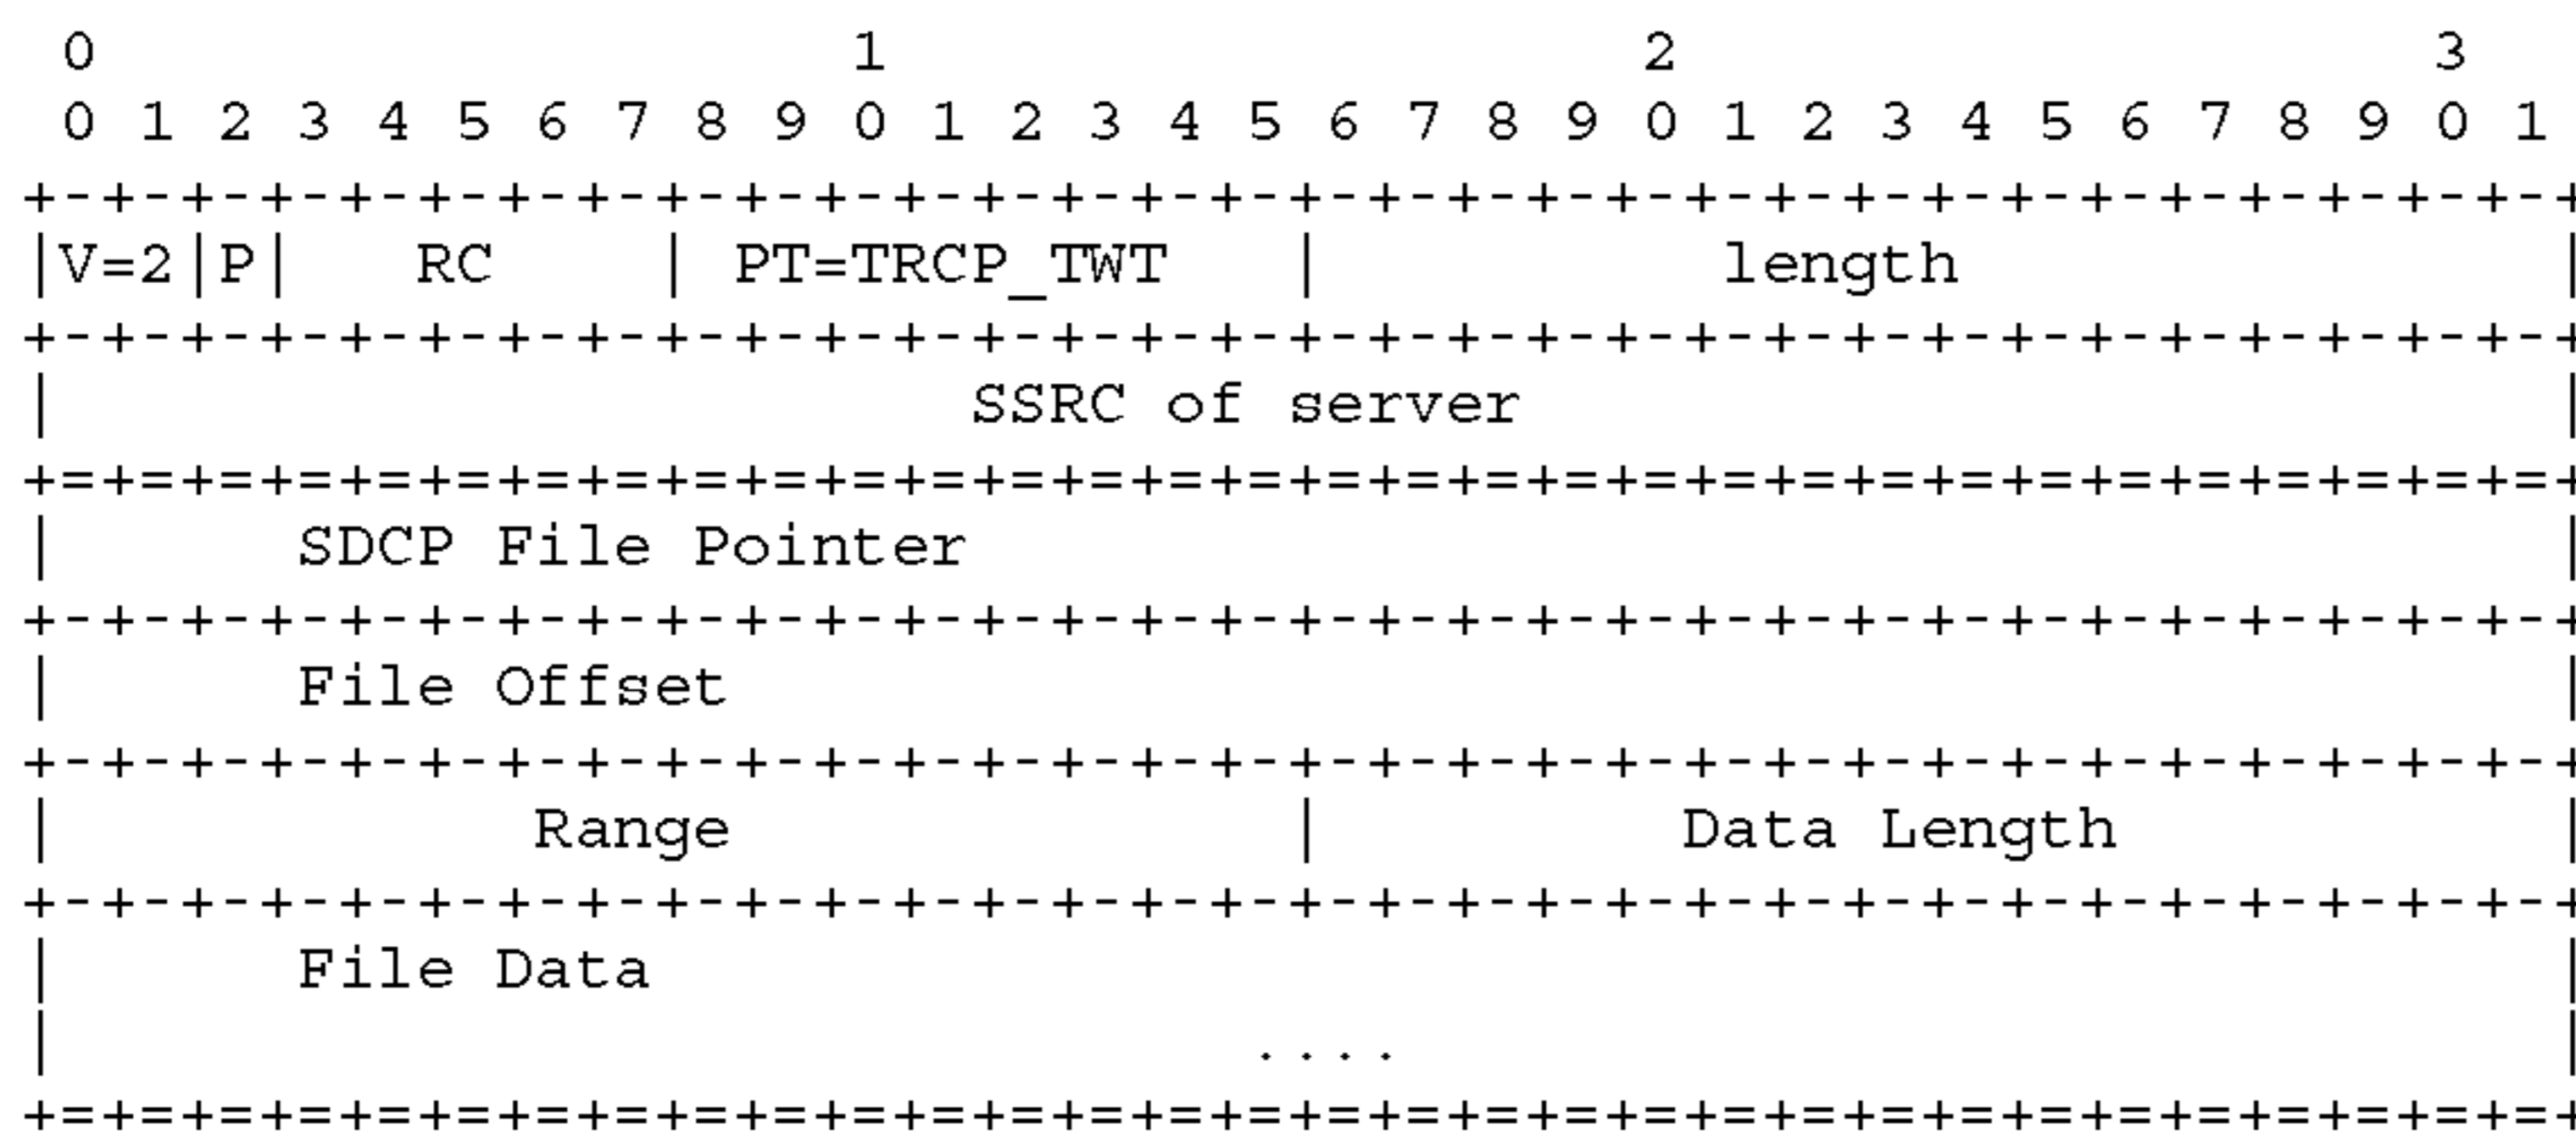 0                   1                   2                   3
 0 1 2 3 4 5 6 7 8 9 0 1 2 3 4 5 6 7 8 9 0 1 2 3 4 5 6 7 8 9 0 1
+-+-+-+-+-+-+-+-+-+-+-+-+-+-+-+-+-+-+-+-+-+-+-+-+-+-+-+-+-+-+-+-+
|V=2|P|   RC    | PT=TRCP_TWT   |          length               |
+-+-+-+-+-+-+-+-+-+-+-+-+-+-+-+-+-+-+-+-+-+-+-+-+-+-+-+-+-+-+-+-+
|                       SSRC of server                          |
+=+=+=+=+=+=+=+=+=+=+=+=+=+=+=+=+=+=+=+=+=+=+=+=+=+=+=+=+=+=+=+=+
|      SDCP File Pointer                                        |
+-+-+-+-+-+-+-+-+-+-+-+-+-+-+-+-+-+-+-+-+-+-+-+-+-+-+-+-+-+-+-+-+
|      File Offset                                              |
+-+-+-+-+-+-+-+-+-+-+-+-+-+-+-+-+-+-+-+-+-+-+-+-+-+-+-+-+-+-+-+-+
|            Range              |         Data Length           |
+-+-+-+-+-+-+-+-+-+-+-+-+-+-+-+-+-+-+-+-+-+-+-+-+-+-+-+-+-+-+-+-+
|      File Data                                                |
|                              ....                             |
+=+=+=+=+=+=+=+=+=+=+=+=+=+=+=+=+=+=+=+=+=+=+=+=+=+=+=+=+=+=+=+=+